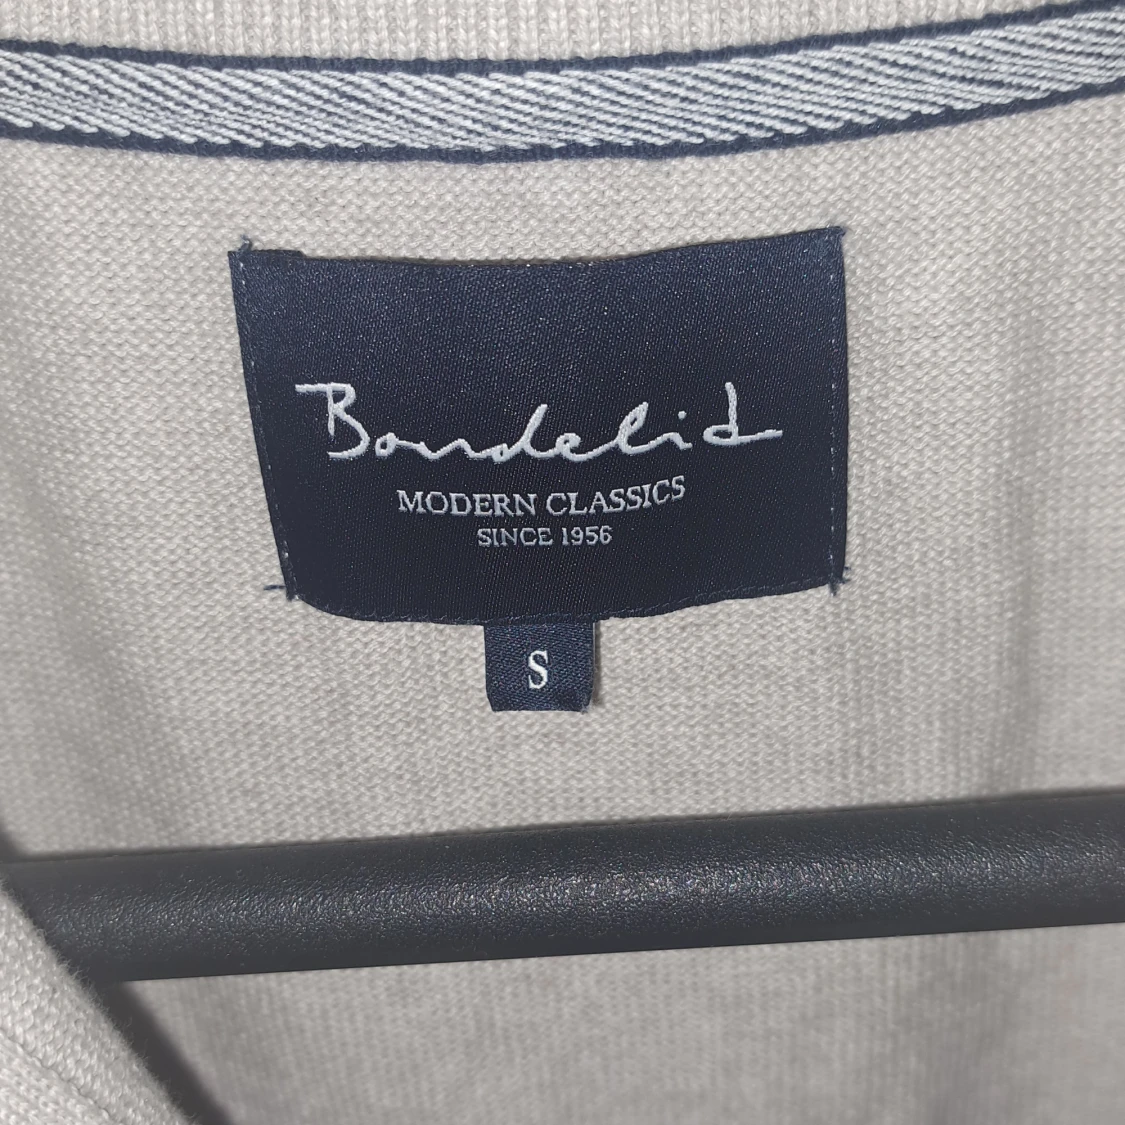 Bondelid
MODERN CLASSICS
SINCE 1956
S